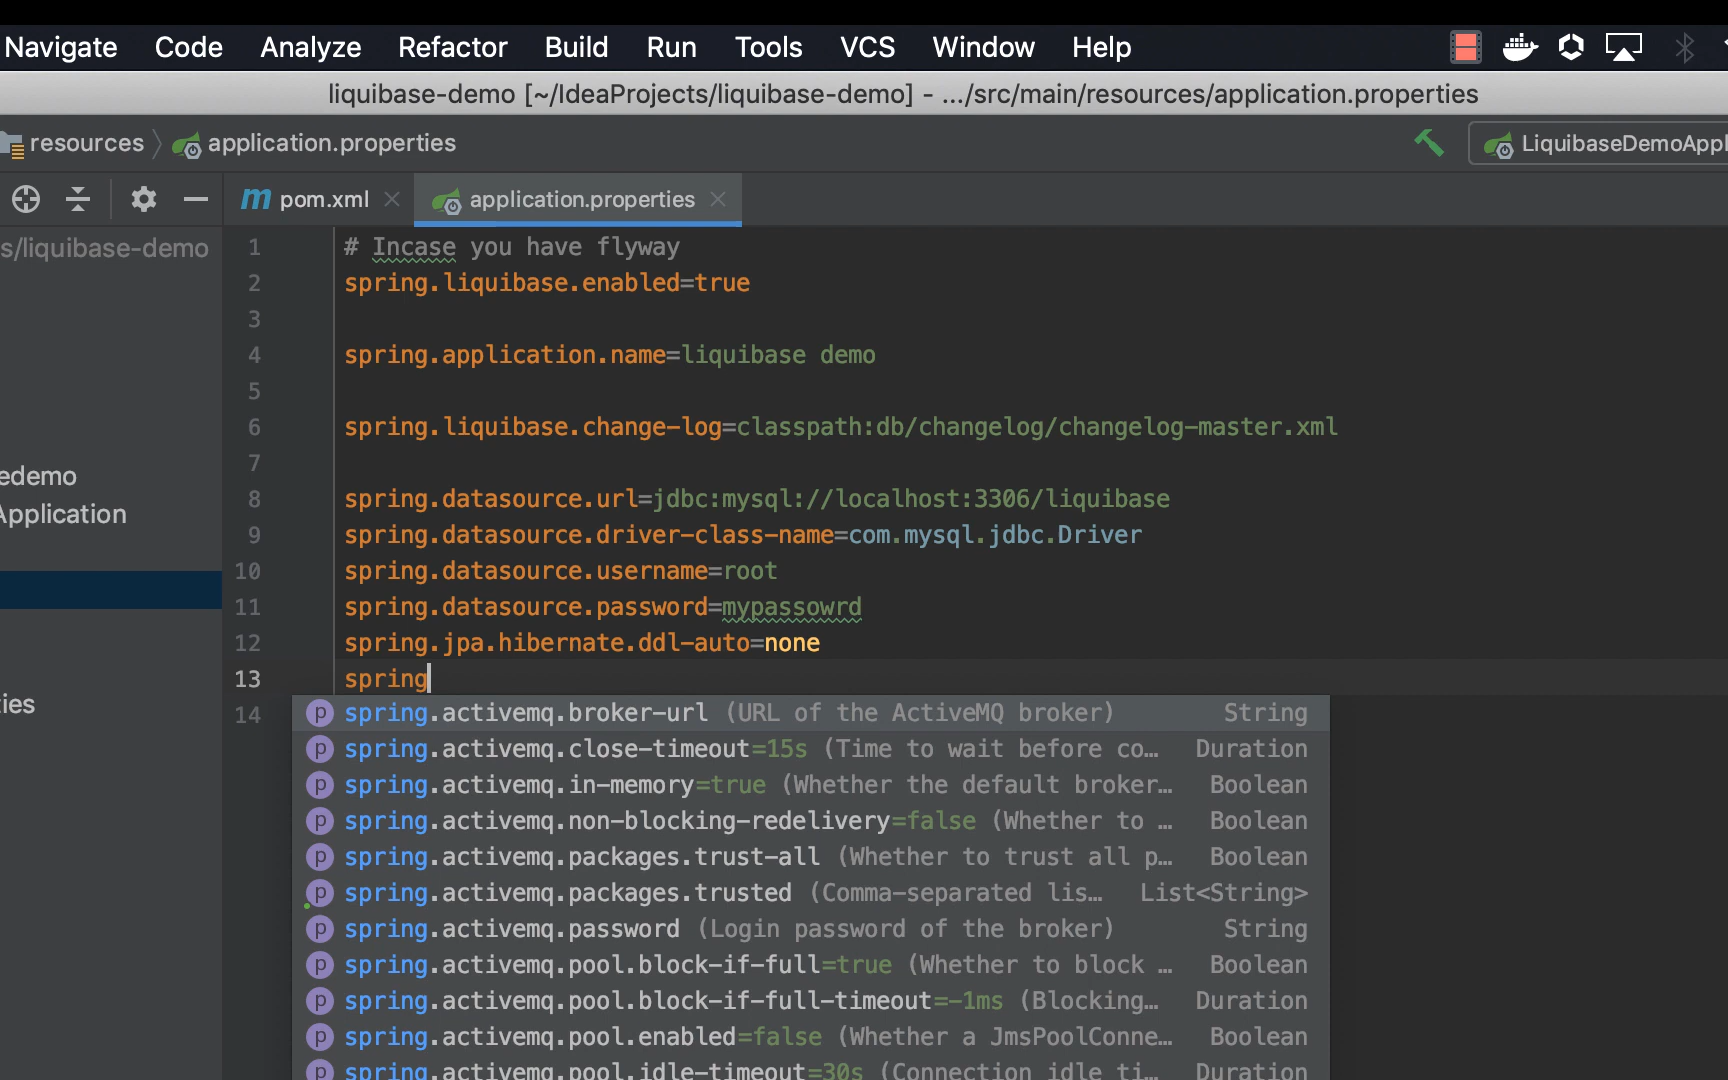 Navigate Code Analyze Refactor Build Run Tools VCS Window Help
liquibase-demo [~/IdeaProjects/liquibase-demo] - .../src/main/resources/application.properties
resources application.properties LiquibaseDemoAppl
pom.xml application.properties
s/liquibase-demo
edemo
Application
ies
1 # Incase you have flyway
2 spring.liquibase.enabled=true
3
4 spring.application.name=liquibase demo
5
6 spring.liquibase.change-log=classpath:db/changelog/changelog-master.xml
7
8 spring.datasource.url=jdbc:mysql://localhost:3306/liquibase
9 spring.datasource.driver-class-name=com.mysql.jdbc.Driver
10 spring.datasource.username=root
11 spring.datasource.password=mypassowrd
12 spring.jpa.hibernate.ddl-auto=none
13 spring
14
p spring.activemq.broker-url (URL of the ActiveMQ broker) String
p spring.activemq.close-timeout=15s (Time to wait before co… Duration
p spring.activemq.in-memory=true (Whether the default broker… Boolean
p spring.activemq.non-blocking-redelivery=false (Whether to … Boolean
p spring.activemq.packages.trust-all (Whether to trust all p… Boolean
p spring.activemq.packages.trusted (Comma-separated lis… List<String>
p spring.activemq.password (Login password of the broker) String
p spring.activemq.pool.block-if-full=true (Whether to block … Boolean
p spring.activemq.pool.block-if-full-timeout=-1ms (Blocking… Duration
p spring.activemq.pool.enabled=false (Whether a JmsPoolConne… Boolean
p spring.activemq.pool.idle-timeout=30s (Connection idle ti… Duration